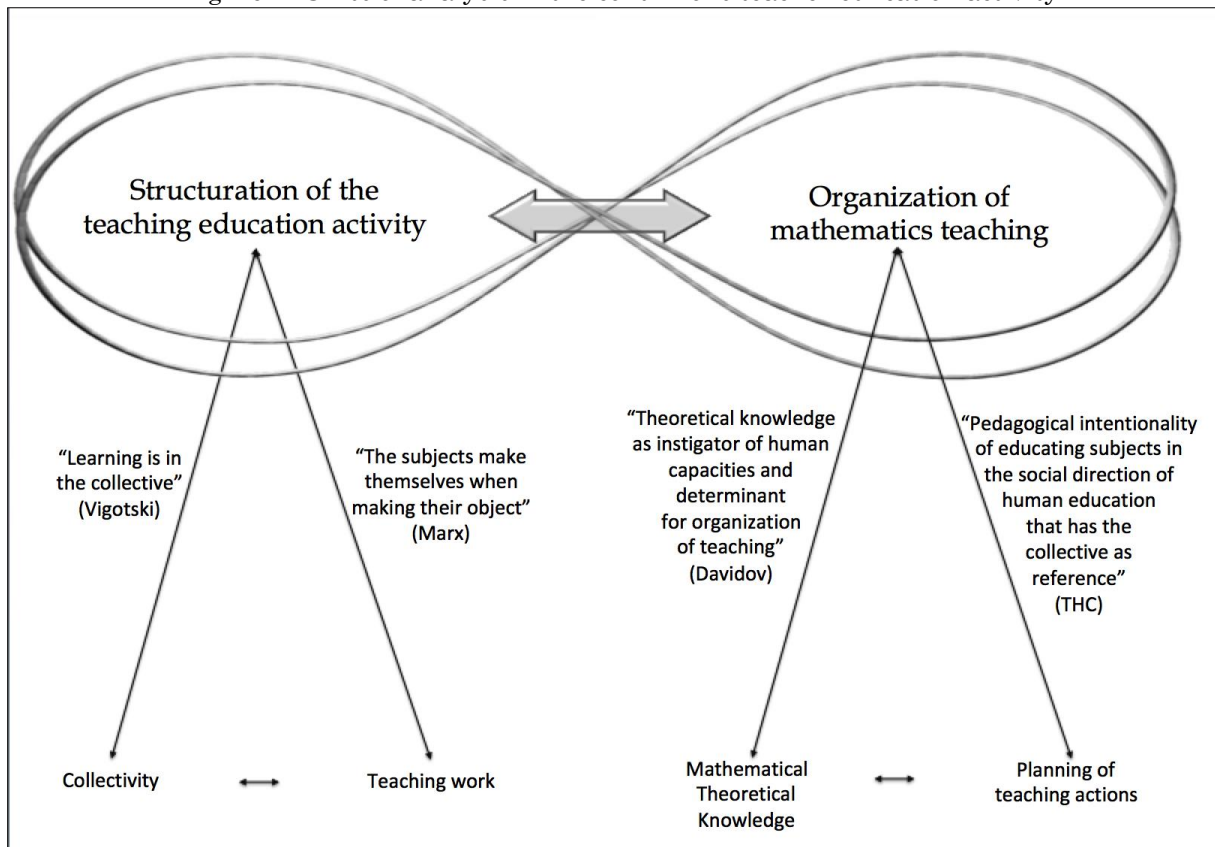 Structuration of the
teaching education activity
Organization of
mathematics teaching
“Learning is in
the collective”
(Vigotski)
“The subjects make
themselves when
making their object”
(Marx)
“Theoretical knowledge
as instigator of human
capacities and
determinant
for organization
of teaching”
(Davidov)
“Pedagogical intentionality
of educating subjects in
the social direction of
human education
that has the
collective as
reference”
(THC)
Collectivity
Teaching work
Mathematical
Theoretical
Knowledge
Planning of
teaching actions